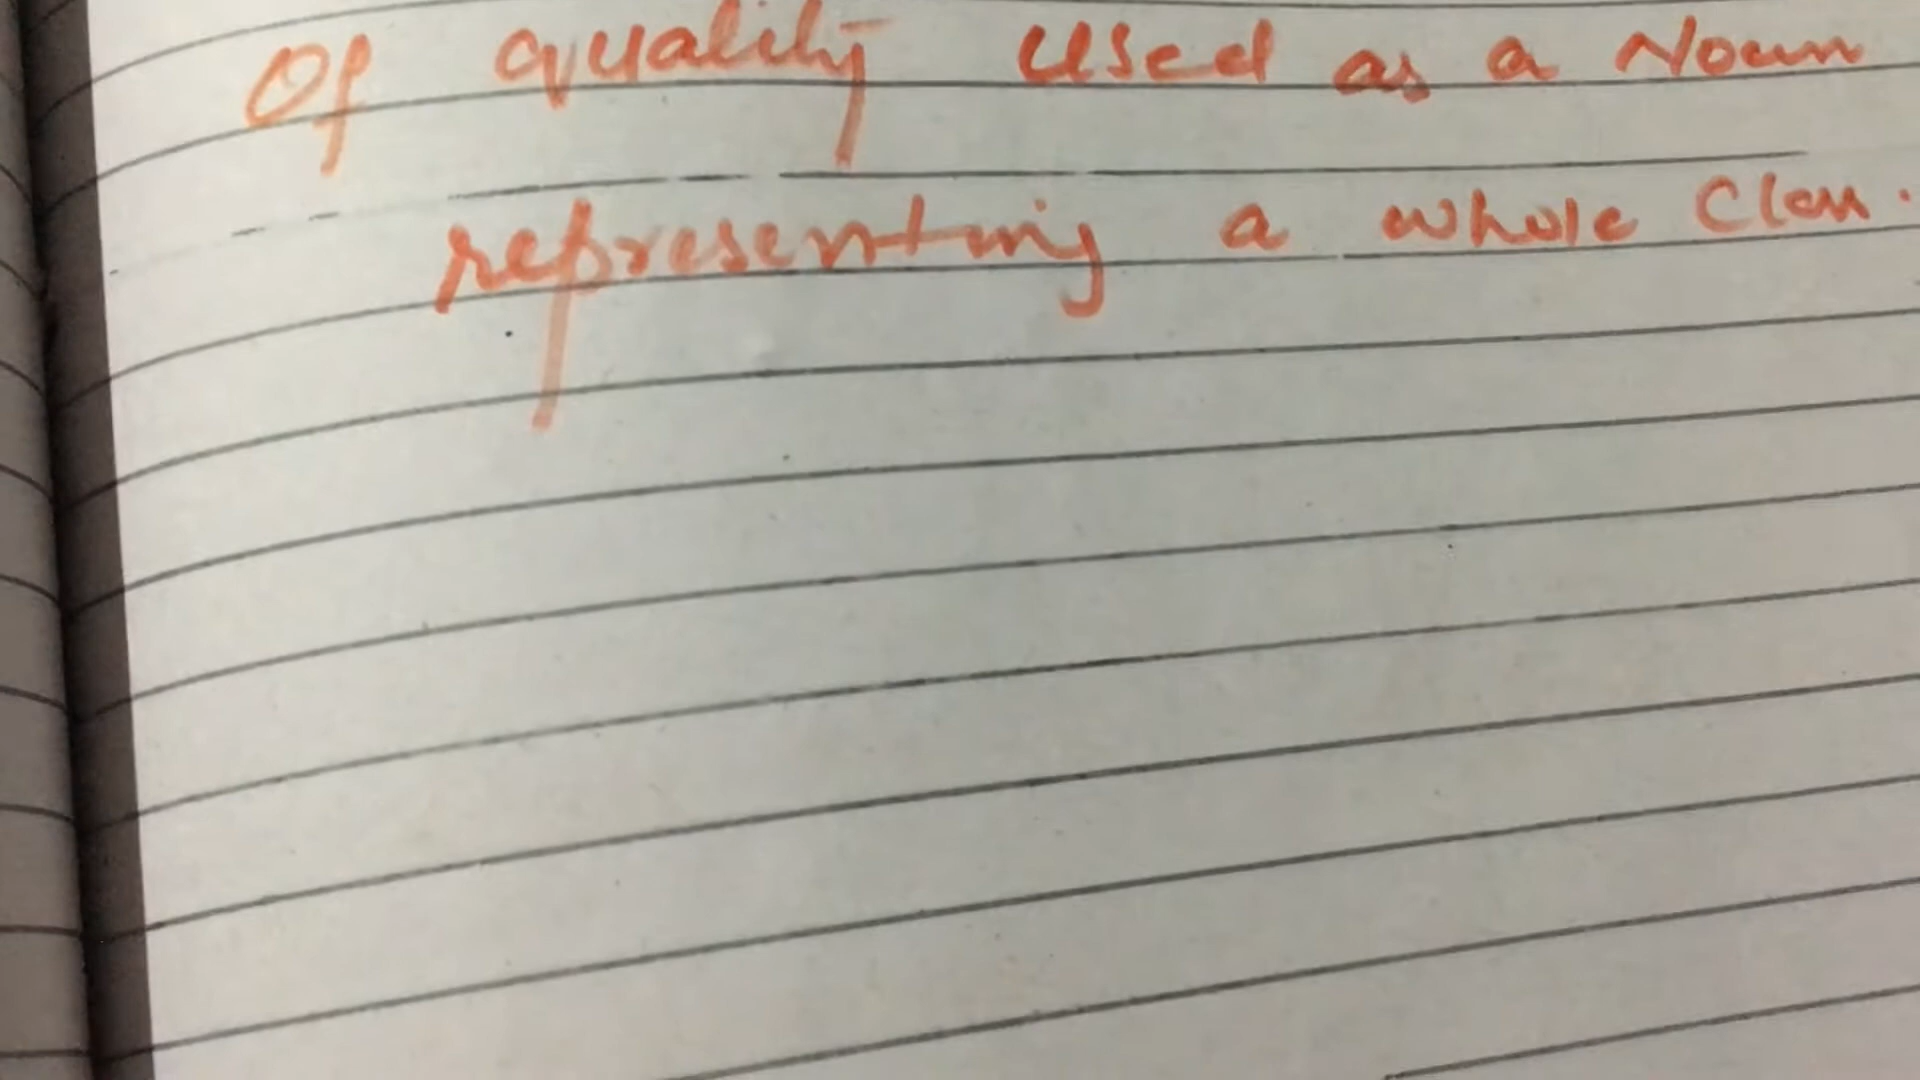 Of quality used as a Noun
representing a whole Class.